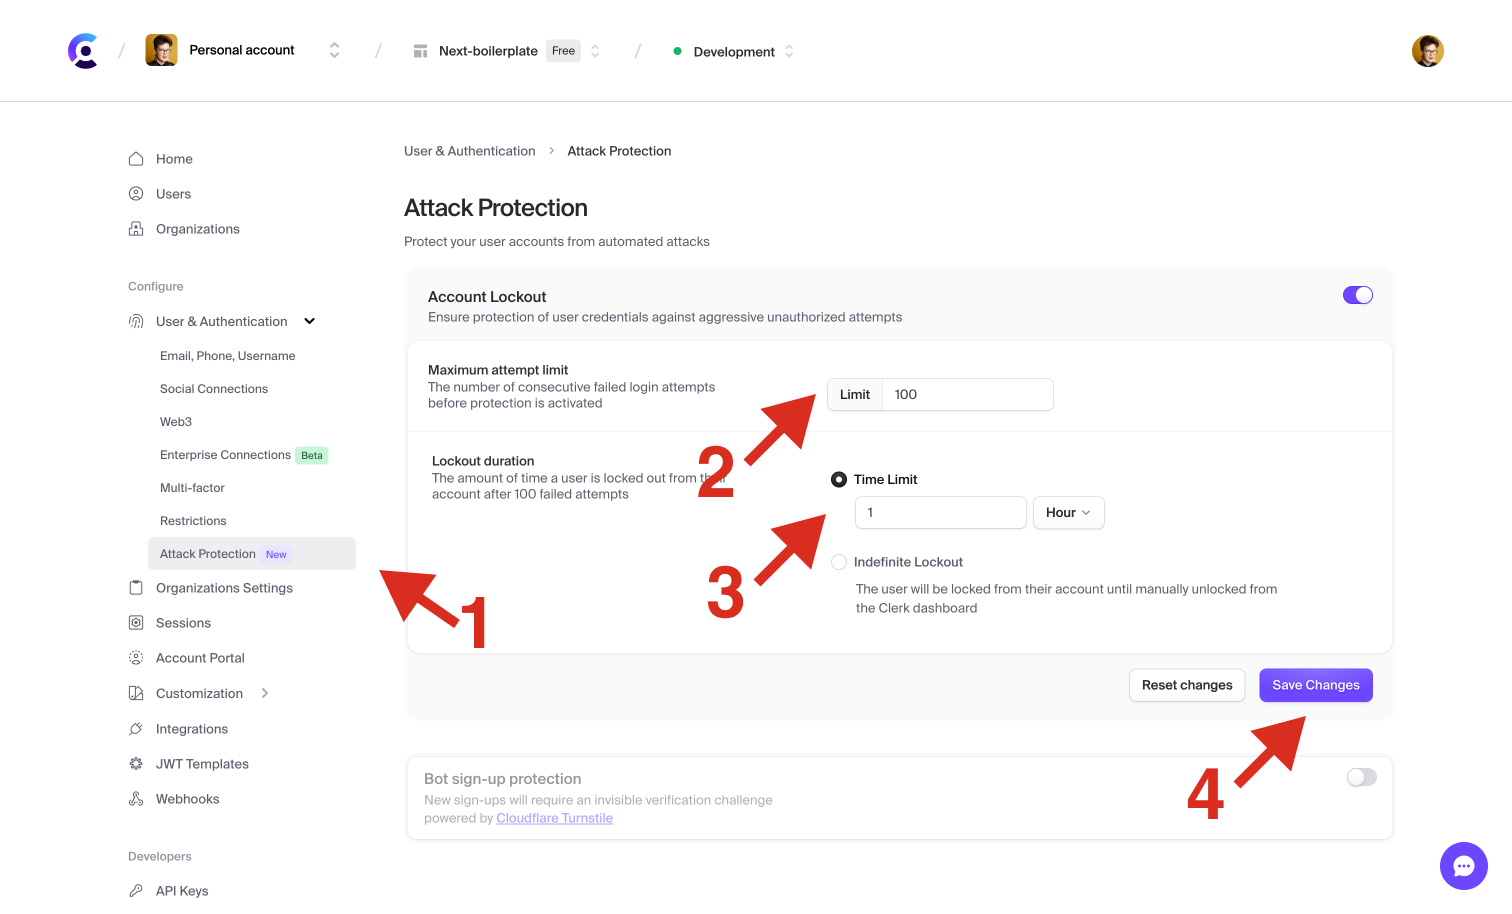 / Personal account / Next-boilerplate Free / Development
Home
Users
Organizations
Configure
User & Authentication
Email, Phone, Username
Social Connections
Web3
Enterprise Connections Beta
Multi-factor
Restrictions
Attack Protection New
Organizations Settings
Sessions
Account Portal
Customization
Integrations
JWT Templates
Webhooks
Developers
API Keys
User & Authentication > Attack Protection
Attack Protection
Protect your user accounts from automated attacks
Account Lockout
Ensure protection of user credentials against aggressive unauthorized attempts
Maximum attempt limit
The number of consecutive failed login attempts
before protection is activated
Limit 100
2
Lockout duration
The amount of time a user is locked out from their
account after 100 failed attempts
Time Limit
1 Hour
3
Indefinite Lockout
The user will be locked from their account until manually unlocked from
the Clerk dashboard
1
Reset changes Save Changes
4
Bot sign-up protection
New sign-ups will require an invisible verification challenge
powered by Cloudflare Turnstile